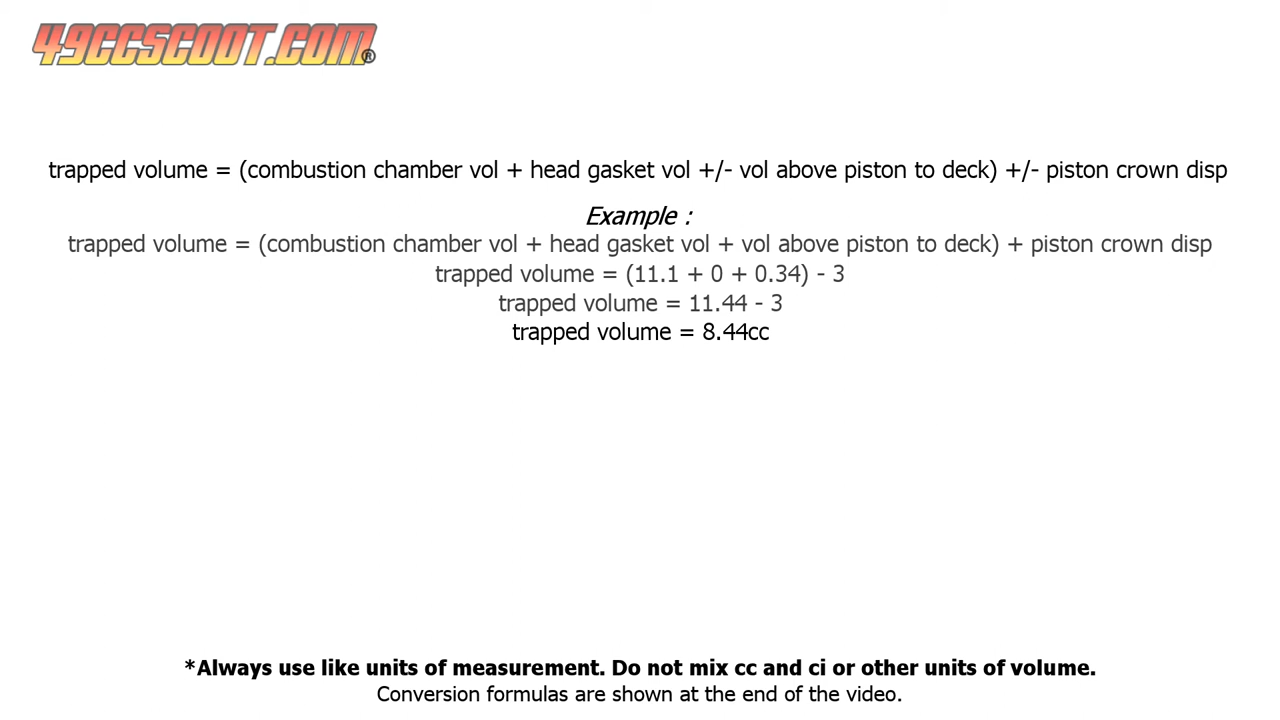 49CCSCOOT.COM®
trapped volume = (combustion chamber vol + head gasket vol +/- vol above piston to deck) +/- piston crown disp
Example :
trapped volume = (combustion chamber vol + head gasket vol + vol above piston to deck) + piston crown disp
trapped volume = (11.1 + 0 + 0.34) - 3
trapped volume = 11.44 - 3
trapped volume = 8.44cc
*Always use like units of measurement. Do not mix cc and ci or other units of volume.
Conversion formulas are shown at the end of the video.